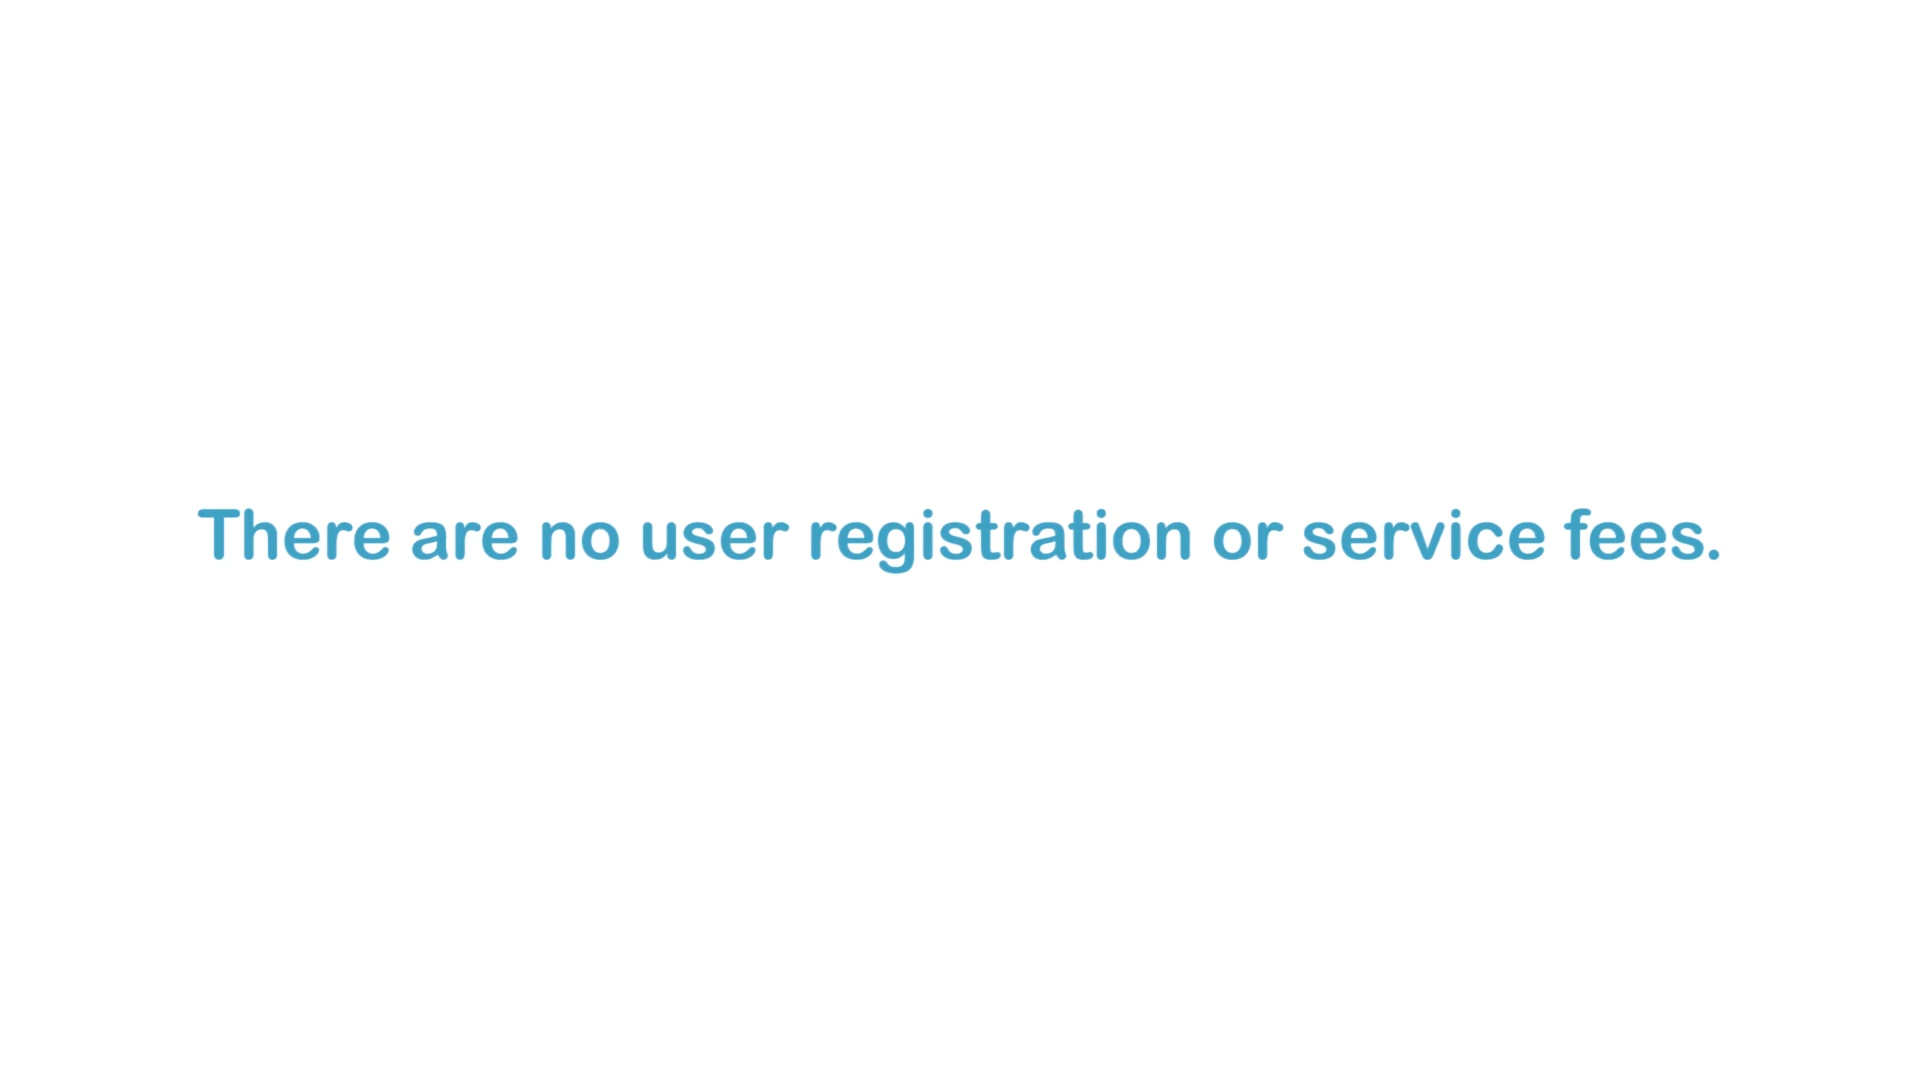 There are no user registration or service fees.